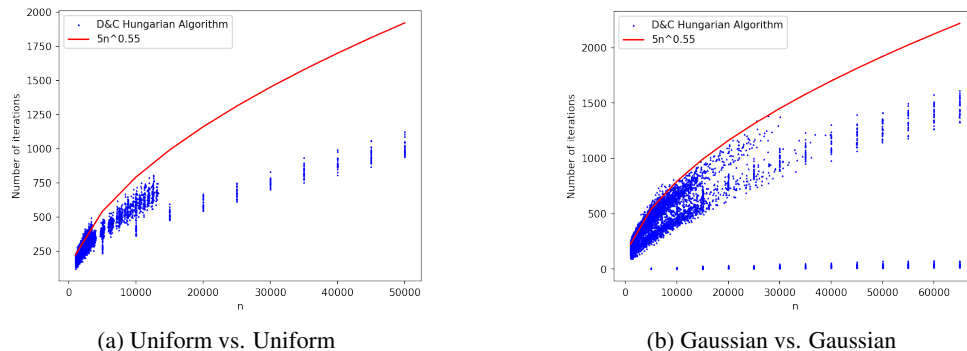 D&C Hungarian Algorithm
5n^0.55
Number of Iterations
2000
1750
1500
1250
1000
750
500
250
0
10000
20000
30000
40000
50000
n
(a) Uniform vs. Uniform
D&C Hungarian Algorithm
5n^0.55
Number of Iterations
2000
1500
1000
500
0
0
10000
20000
30000
40000
50000
60000
n
(b) Gaussian vs. Gaussian